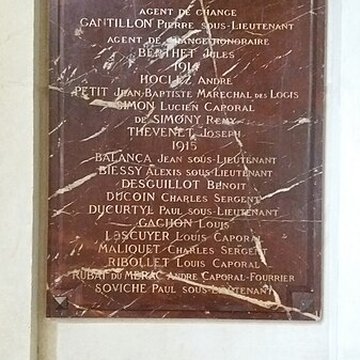 AGENT DE CHANGE
CANTILLON PIERRE SOUS-LIEUTENANT
AGENT DE CHANGE HONORAIRE
BERTHET JULES
1914
HOCLEZ ANDRÉ
PETIT JEAN-BAPTISTE MARECHAL DES LOGIS
SIMON LUCIEN CAPORAL
DE SIMONY REMY
THEVENET JOSEPH
1915
BALANÇA JEAN SOUS-LIEUTENANT
BIESSY ALEXIS SOUS-LIEUTENANT
DESGUILLOT BENOIT
DUCOIN CHARLES SERGENT
DUCURTYL PAUL SOUS-LIEUTENANT
GACHON LOUIS
LESCUYER LOUIS CAPORAL
MALIQUET CHARLES SERGENT
RIBOLLET LOUIS CAPORAL
RUBAT DU MERAC ANDRE CAPORAL-FOURRIER
SOVICHE PAUL SOUS-LIEUTENANT